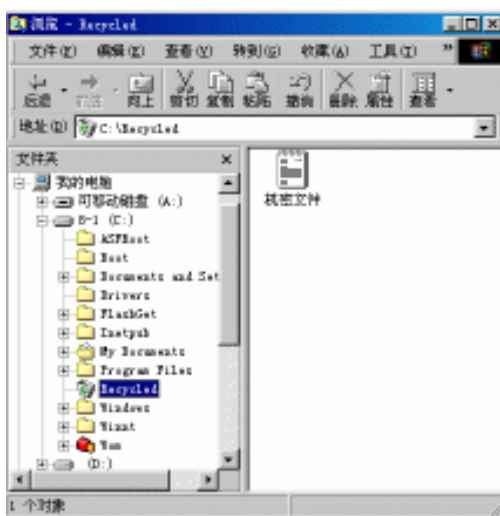 浏览 - Recycled
文件(F) 编辑(E) 查看(V) 转到(G) 收藏(A) 工具(T) »
后退 前进 向上 剪切 复制 粘贴 撤消 删除 属性 查看
地址(D) C:\Recycled
文件夹 ×
我的电脑
可移动磁盘 (A:)
(C:)
ASFRoot
Documents and Set
Drivers
FlashGet
Inetpub
My Documents
Program Files
Recycled
Windows
Winnt
(D:)
机密文件
1 个对象